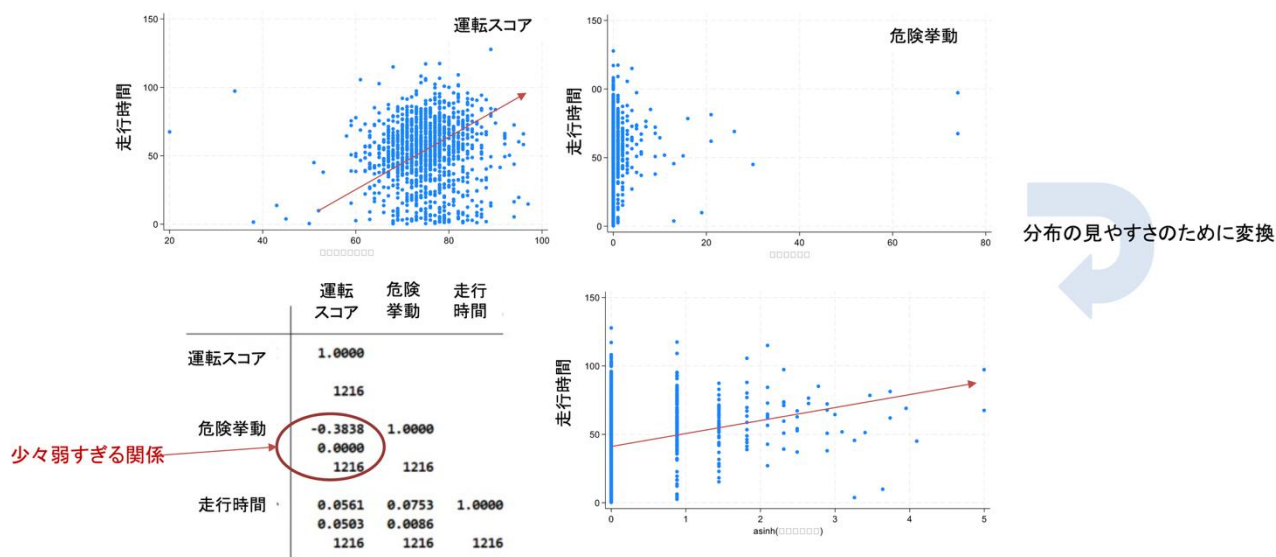 運転スコア
走行時間
150
100
50
0
20
40
60
80
100
危険挙動
走行時間
150
00
50
0
0
20
40
60
80
分布の見やすさのために変換
運転
スコア
危険
挙動
走行
時間
運転スコア
1.0000
1216
危険挙動
-0.3838 1.0000
0.0000
1216 1216
少々弱すぎる関係
走行時間
0.0561 0.0753 1.0000
0.0503 0.0086
1216 1216 1216
走行時間
150
100
50
0
0
1
2
3
4
5
asinh(□□□□□□)